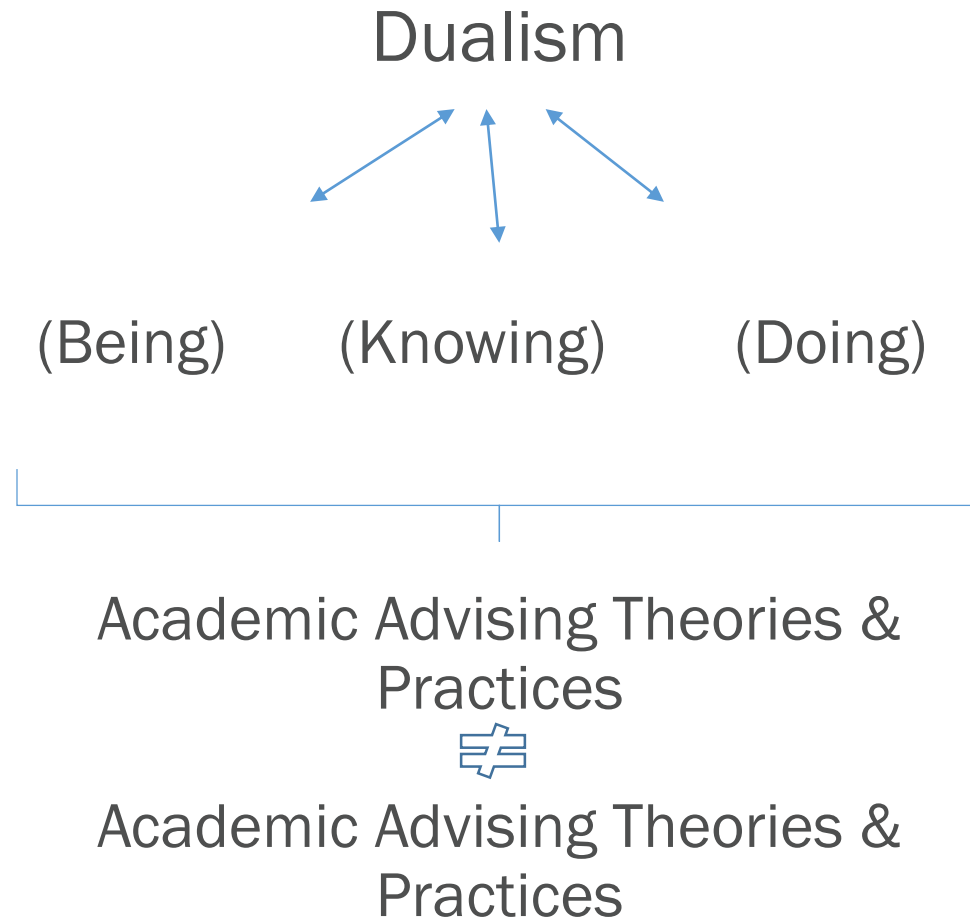 Dualism
(Being) (Knowing) (Doing)
Academic Advising Theories &
Practices
≠
Academic Advising Theories &
Practices